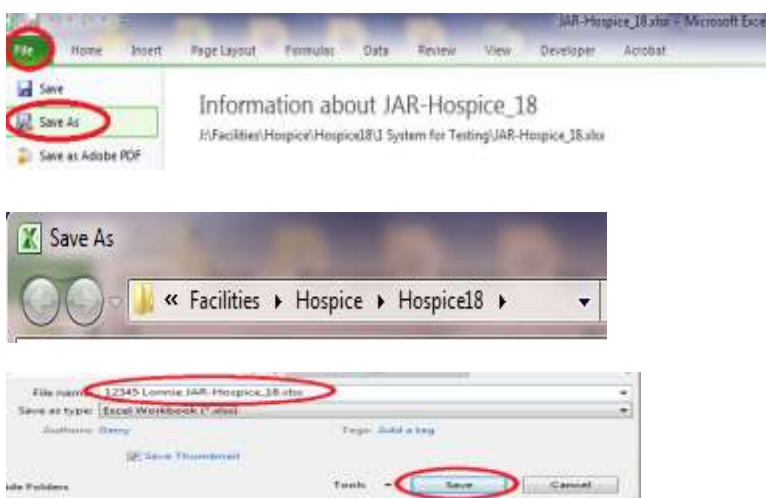 JAR-Hospice_18.xlsx - Microsoft Exce
File Home Insert Page Layout Formulas Data Review View Developer Acrobat
Save
Save As
Save as Adobe PDF
Information about JAR-Hospice_18
J:\Facilities\Hospice\Hospice18\1 System for Testing\JAR-Hospice_18.xlsx
Save As
« Facilities ▸ Hospice ▸ Hospice18 ▸
File name: 12345 Lonnie JAR-Hospice_18.xlsx
Save as type: Excel Workbook (*.xlsx)
Authors: Tags: Add a tag
Save Thumbnail
ide Folders Tools Save Cancel